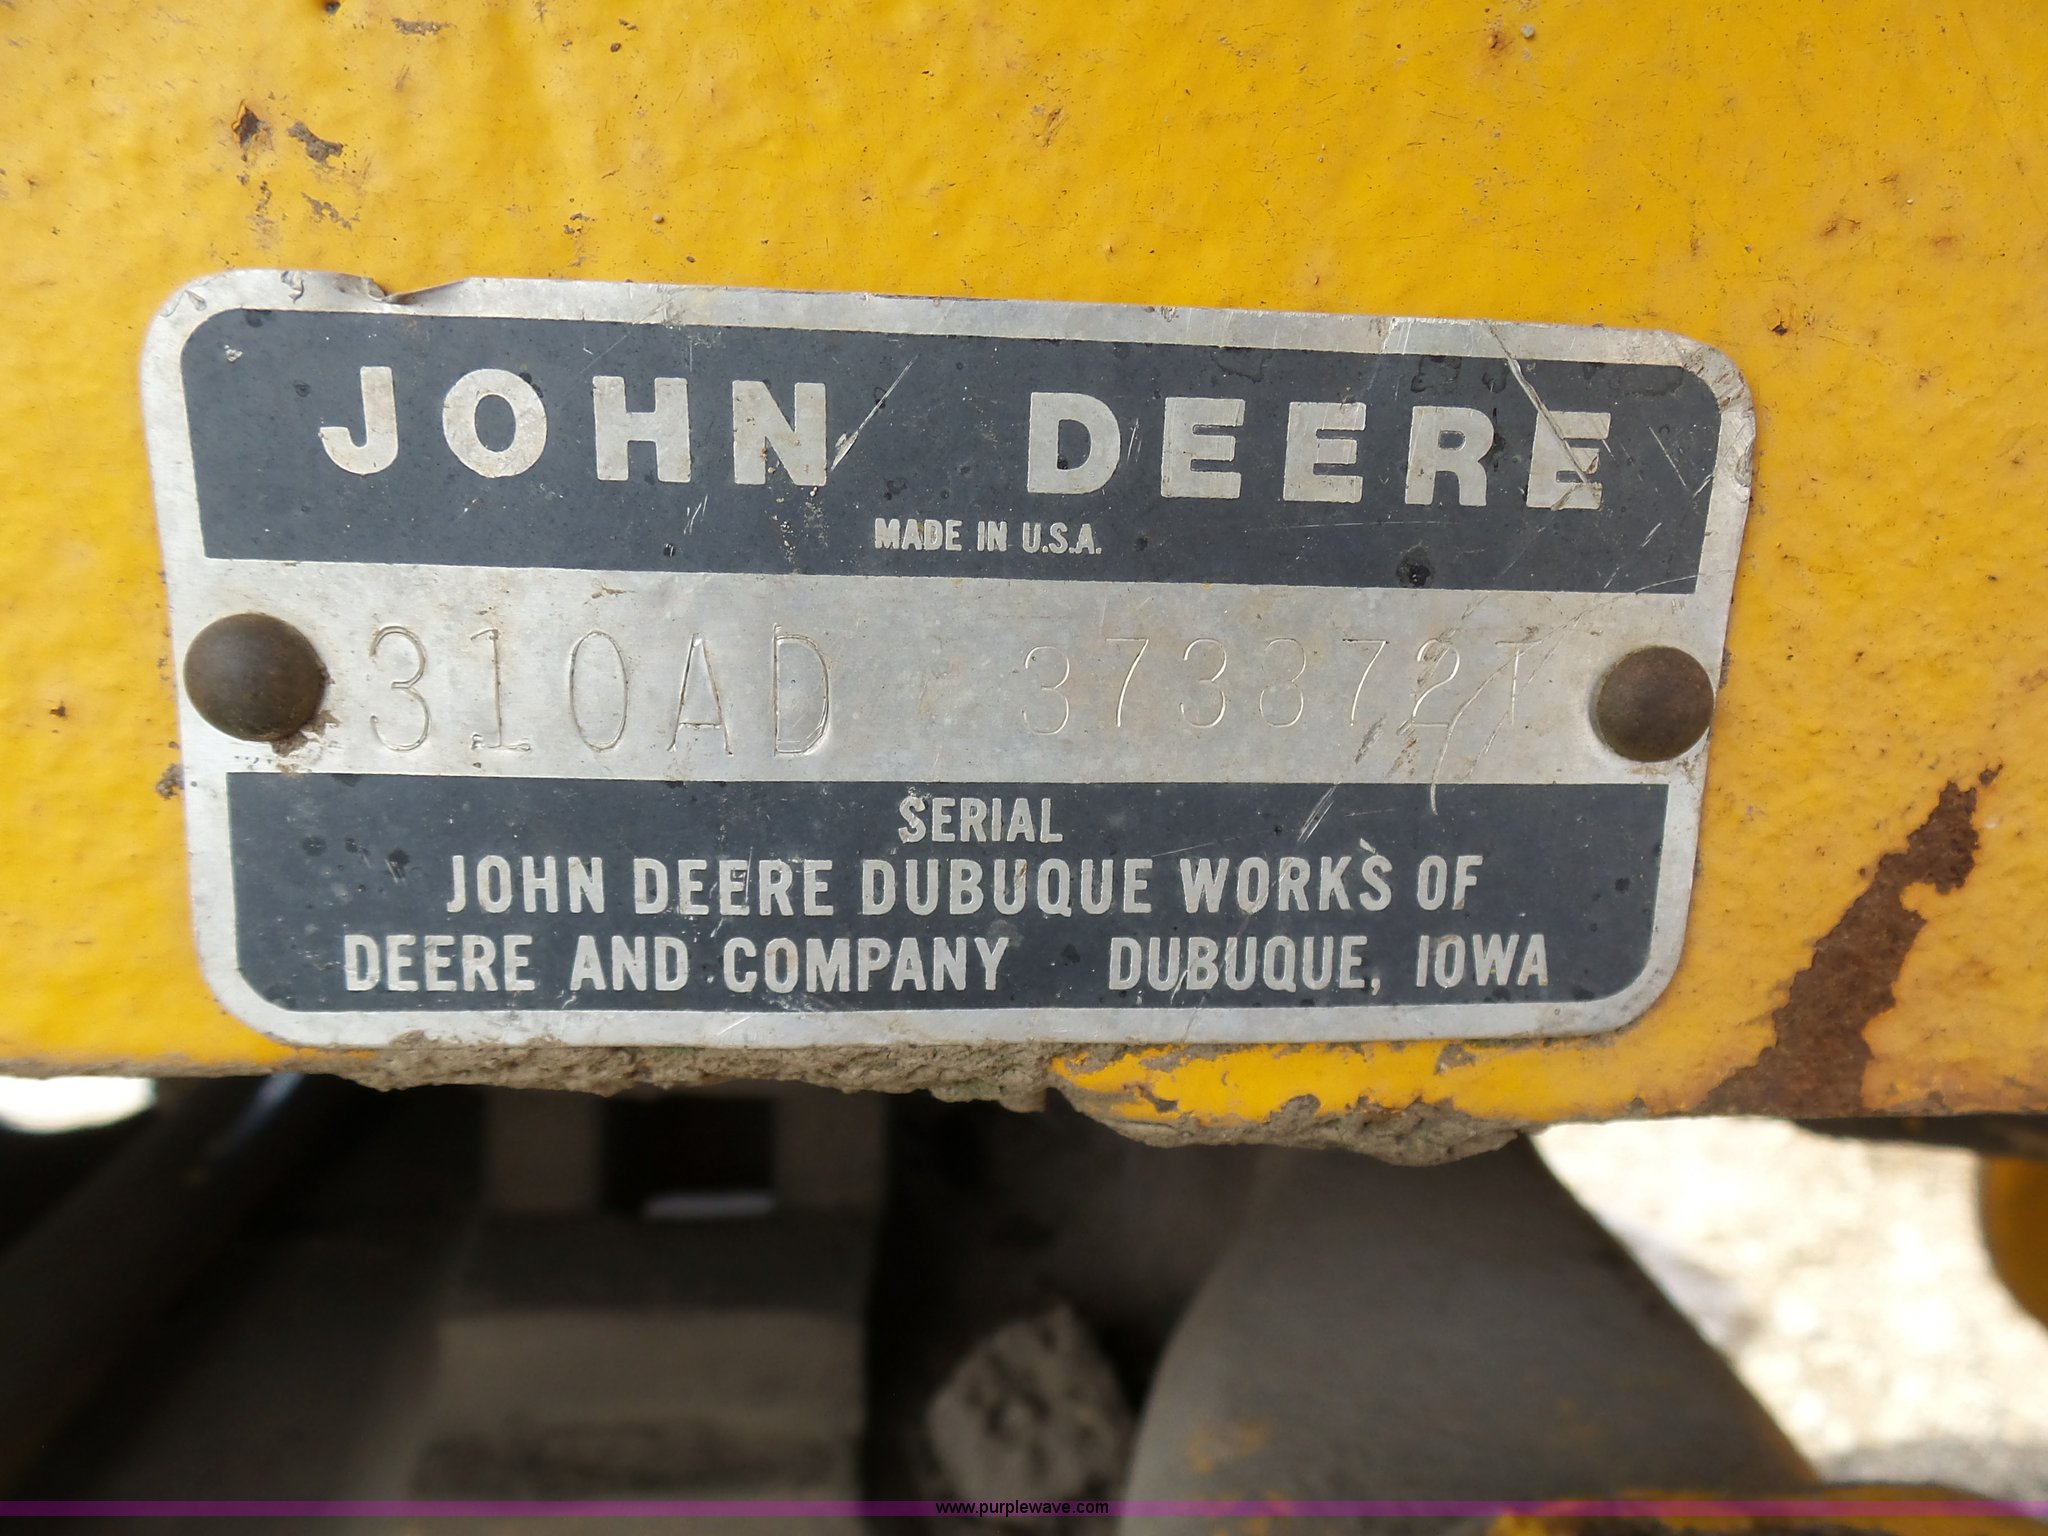 JOHN DEERE
MADE IN U.S.A.
310AD 373872T
SERIAL
JOHN DEERE DUBUQUE WORKS OF
DEERE AND COMPANY DUBUQUE, IOWA
www.purplewave.com